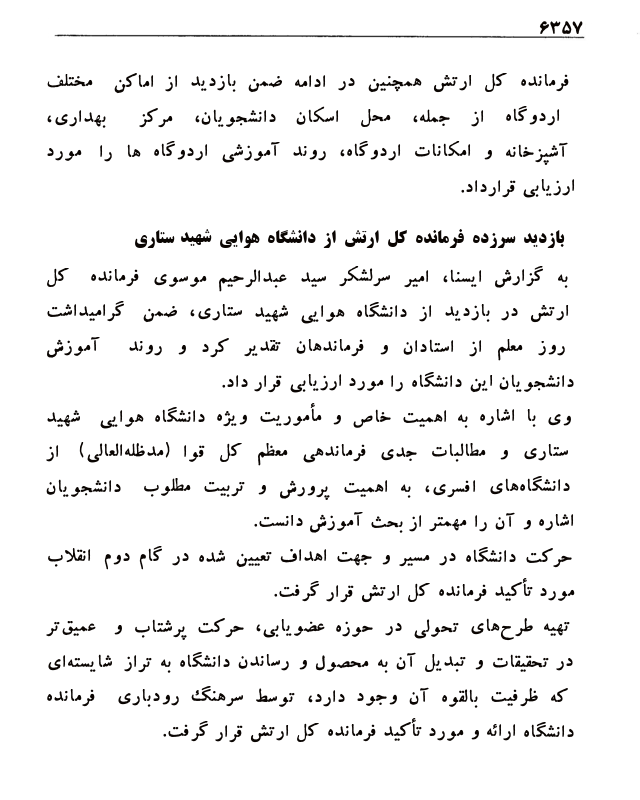 ۶۳۵۷
فرمانده کل ارتش همچنین در ادامه ضمن بازدید از اماکن مختلف
اردوگاه از جمله، محل اسکان دانشجویان، مرکز بهداری،
آشپزخانه و امکانات اردوگاه، روند آموزشی اردوگاه ها را مورد
ارزیابی قرارداد.
بازدید سرزده فرمانده کل ارتش از دانشگاه هوایی شهید ستاری
به گزارش ایسنا، امیر سرلشکر سید عبدالرحیم موسوی فرمانده کل
ارتش در بازدید از دانشگاه هوایی شهید ستاری، ضمن گرامیداشت
روز معلم از استادان و فرماندهان تقدیر کرد و روند آموزش
دانشجویان این دانشگاه را مورد ارزیابی قرار داد.
وی با اشاره به اهمیت خاص و مأموریت ویژه دانشگاه هوایی شهید
ستاری و مطالبات جدی فرماندهی معظم کل قوا (مدظله‌العالی) از
دانشگاه‌های افسری، به اهمیت پرورش و تربیت مطلوب دانشجویان
اشاره و آن را مهمتر از بحث آموزش دانست.
حرکت دانشگاه در مسیر و جهت اهداف تعیین شده در گام دوم انقلاب
مورد تأکید فرمانده کل ارتش قرار گرفت.
تهیه طرح‌های تحولی در حوزه عضویابی، حرکت پرشتاب و عمیق‌تر
در تحقیقات و تبدیل آن به محصول و رساندن دانشگاه به تراز شایسته‌ای
که ظرفیت بالقوه آن وجود دارد، توسط سرهنگ رودباری فرمانده
دانشگاه ارائه و مورد تأکید فرمانده کل ارتش قرار گرفت.